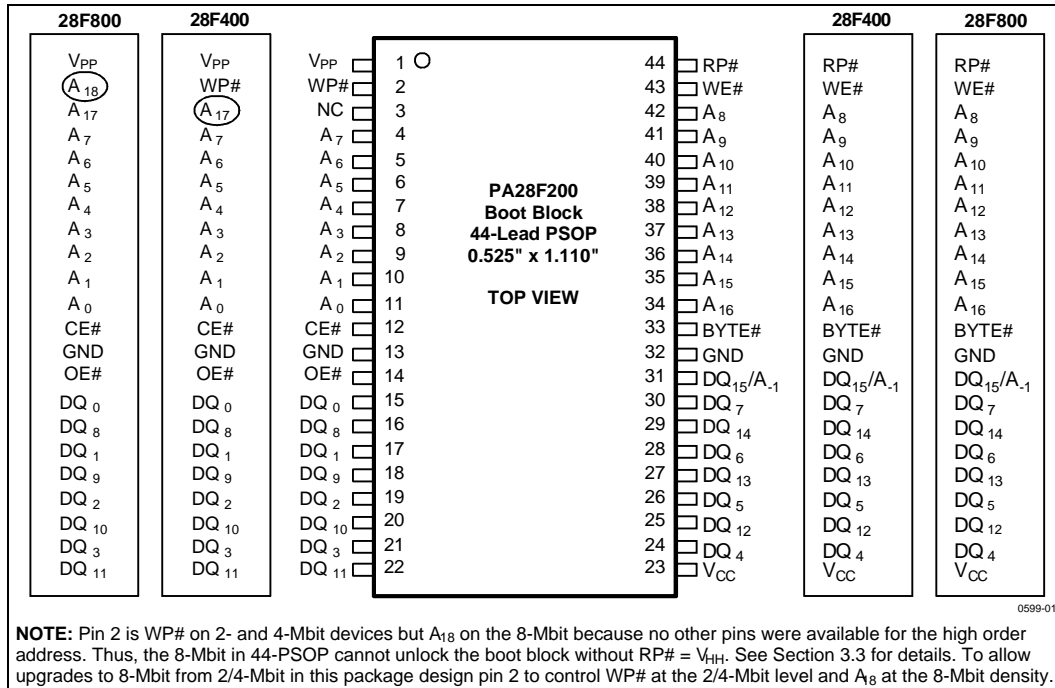 28F800 28F400 28F400 28F800
VPP VPP VPP 1 44 RP# RP# RP#
A18 WP# WP# 2 43 WE# WE# WE#
A17 A17 NC 3 42 A8 A8 A8
A7 A7 A7 4 41 A9 A9 A9
A6 A6 A6 5 40 A10 A10 A10
A5 A5 A5 6 39 A11 A11 A11
A4 A4 A4 7 38 A12 A12 A12
A3 A3 A3 8 37 A13 A13 A13
A2 A2 A2 9 36 A14 A14 A14
A1 A1 A1 10 35 A15 A15 A15
A0 A0 A0 11 34 A16 A16 A16
CE# CE# CE# 12 33 BYTE# BYTE# BYTE#
GND GND GND 13 32 GND GND GND
OE# OE# OE# 14 31 DQ15/A-1 DQ15/A-1 DQ15/A-1
DQ0 DQ0 DQ0 15 30 DQ7 DQ7 DQ7
DQ8 DQ8 DQ8 16 29 DQ14 DQ14 DQ14
DQ1 DQ1 DQ1 17 28 DQ6 DQ6 DQ6
DQ9 DQ9 DQ9 18 27 DQ13 DQ13 DQ13
DQ2 DQ2 DQ2 19 26 DQ5 DQ5 DQ5
DQ10 DQ10 DQ10 20 25 DQ12 DQ12 DQ12
DQ3 DQ3 DQ3 21 24 DQ4 DQ4 DQ4
DQ11 DQ11 DQ11 22 23 VCC VCC VCC
PA28F200
Boot Block
44-Lead PSOP
0.525" x 1.110"
TOP VIEW
0599-01
NOTE: Pin 2 is WP# on 2- and 4-Mbit devices but A18 on the 8-Mbit because no other pins were available for the high order
address. Thus, the 8-Mbit in 44-PSOP cannot unlock the boot block without RP# = VHH. See Section 3.3 for details. To allow
upgrades to 8-Mbit from 2/4-Mbit in this package design pin 2 to control WP# at the 2/4-Mbit level and A18 at the 8-Mbit density.